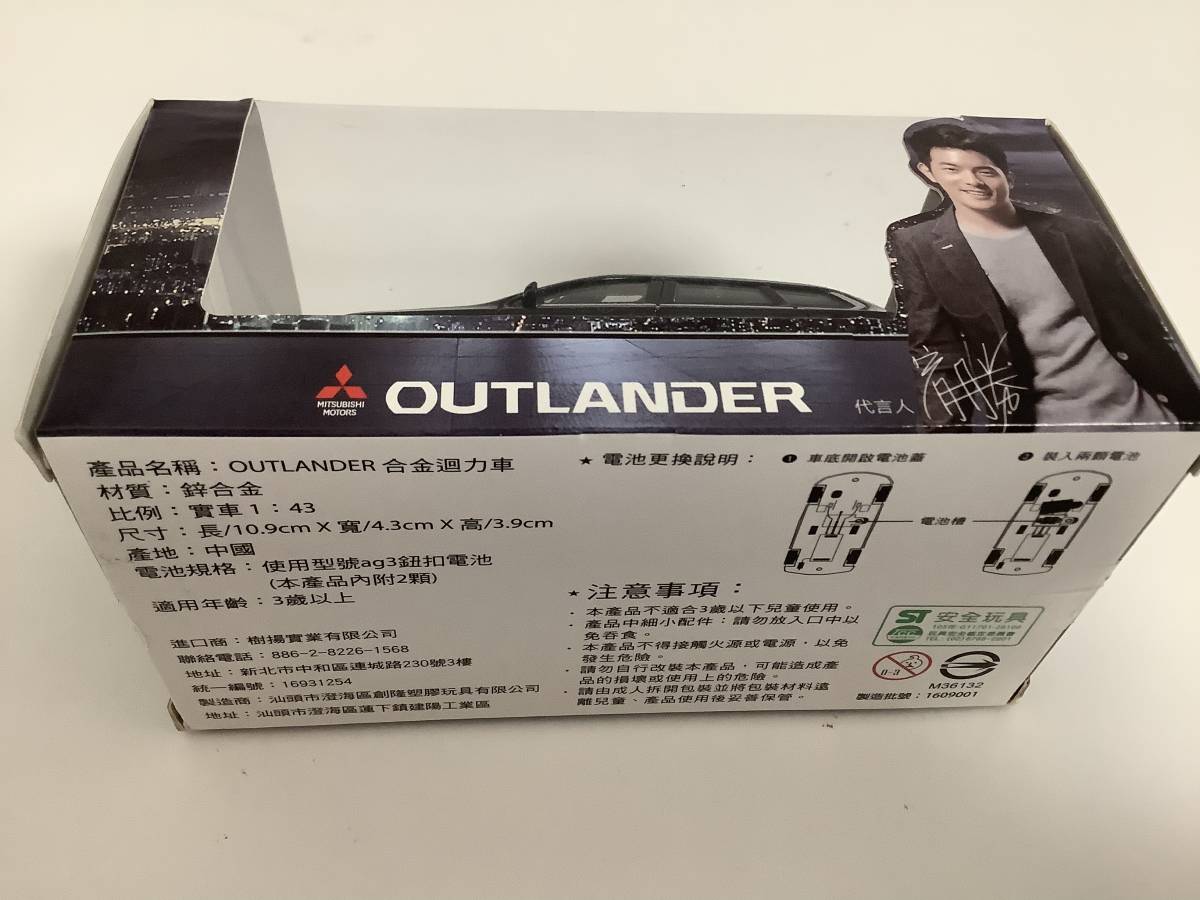 MITSUBISHI
MOTORS
OUTLANDER
代言人
產品名稱：OUTLANDER 合金迴力車
材質：鋅合金
比例：實車1：43
尺寸：長/10.9cm X 寬/4.3cm X 高/3.9cm
產地：中國
電池規格：使用型號ag3鈕扣電池
(本產品內附2顆)
適用年齡：3歲以上
進口商：樹揚實業有限公司
聯絡電話：886-2-8226-1568
地址：新北市中和區連城路230號3樓
統一編號：16931254
製造商：汕頭市澄海區創隆塑膠玩具有限公司
地址：汕頭市澄海區蓮下鎮建陽工業區
★ 電池更換說明：
❶ 車底開啟電池蓋
❷ 裝入兩顆電池
電池槽
★ 注意事項：
· 本產品不適合3歲以下兒童使用。
· 產品中細小配件：請勿放入口中以
免吞食。
· 本產品不得接觸火源或電源，以免
發生危險。
· 請勿自行改裝本產品，可能造成產
品的損壞或使用上的危險。
· 請由成人拆開包裝並將包裝材料遠
離兒童、產品使用後妥善保管。
ST 安全玩具
0-3
M36132
製造批號：1609001